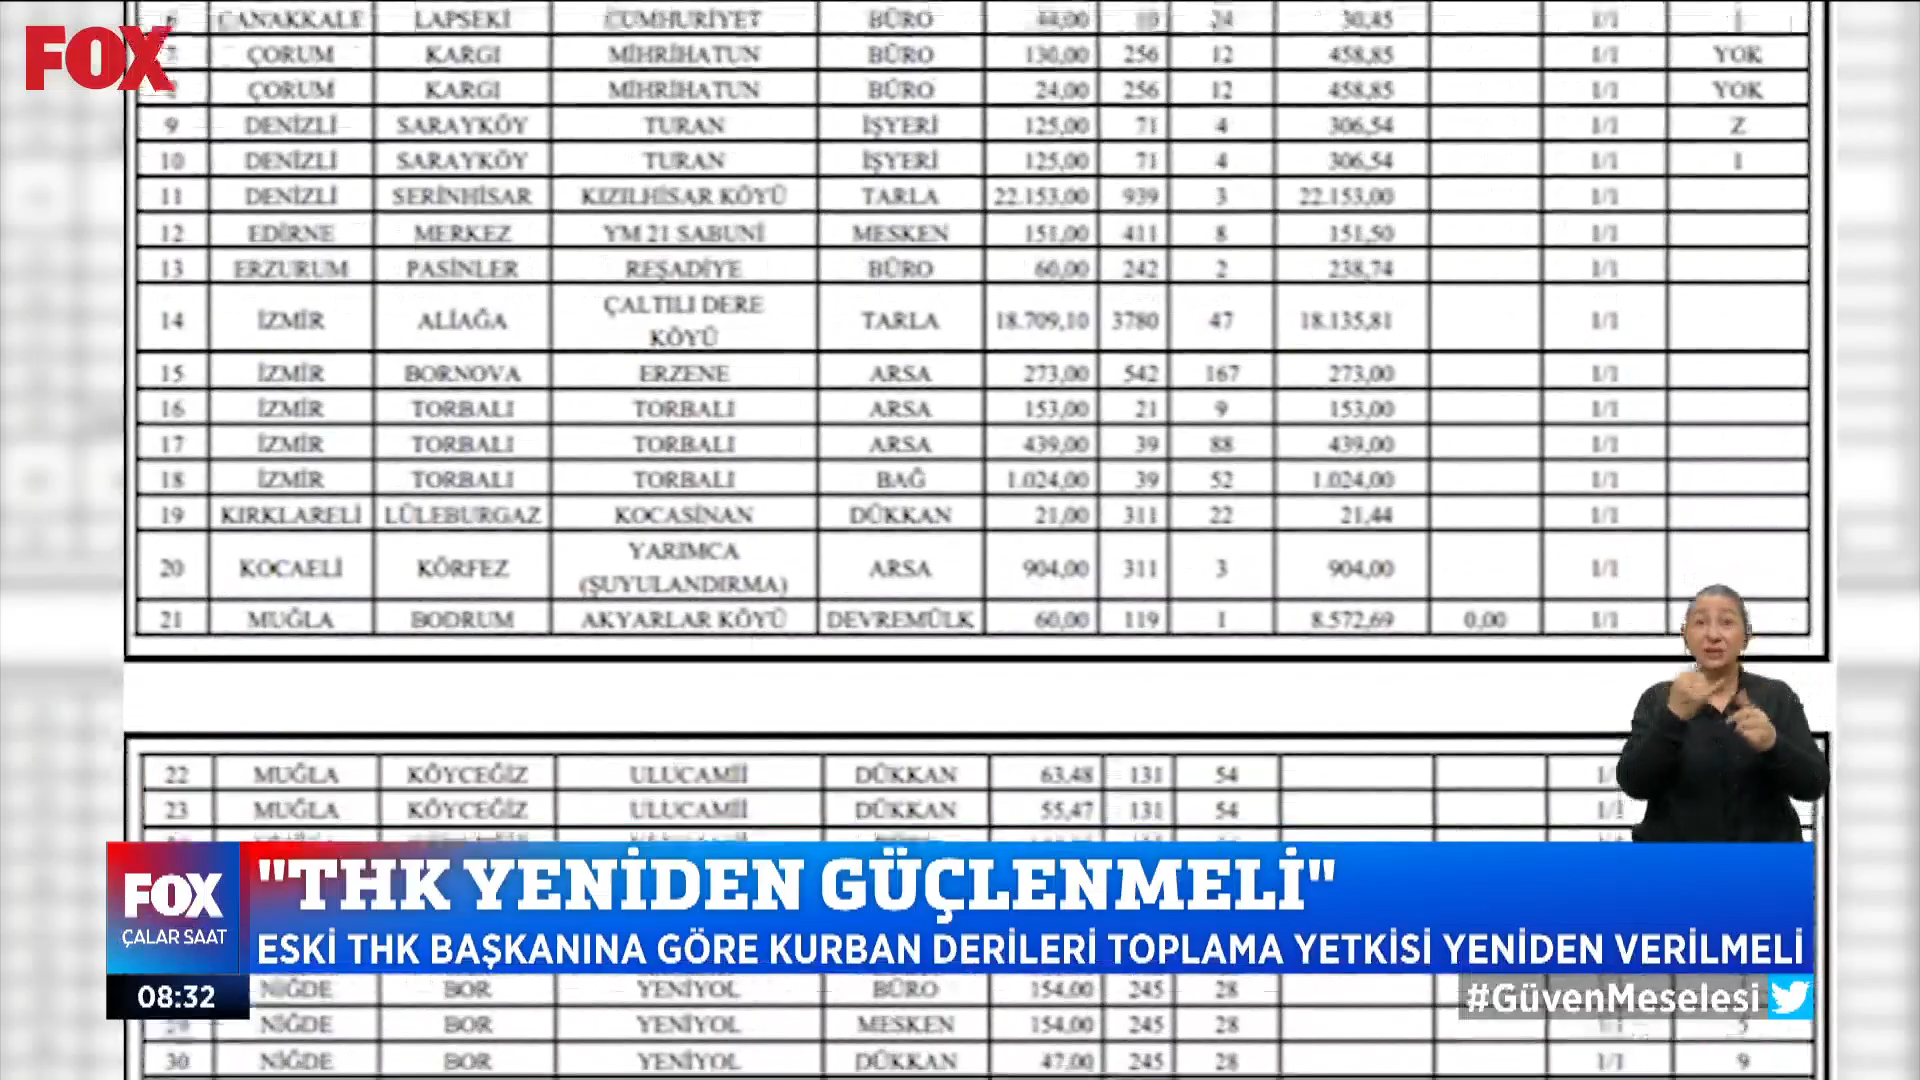 FOX
6 ÇANAKKALE LAPSEKİ CUMHURİYET BÜRO 44,00 10 24 30,45 1/1 1
ÇORUM KARGI MİHRİHATUN BÜRO 130,00 256 12 458,85 1/1 YOK
ÇORUM KARGI MİHRİHATUN BÜRO 24,00 256 12 458,85 1/1 YOK
9 DENİZLİ SARAYKÖY TURAN İŞYERİ 125,00 71 4 306,54 1/1 Z
10 DENİZLİ SARAYKÖY TURAN İŞYERİ 125,00 71 4 306,54 1/1 1
11 DENİZLİ SERİNHİSAR KIZILHİSAR KÖYÜ TARLA 22.153,00 939 3 22.153,00 1/1
12 EDİRNE MERKEZ YM 21 SABUNİ MESKEN 151,00 411 8 151,50 1/1
13 ERZURUM PASİNLER REŞADİYE BÜRO 60,00 242 2 238,74 1/1
14 İZMİR ALİAĞA ÇALTILI DERE KÖYÜ TARLA 18.709,10 3780 47 18.135,81 1/1
15 İZMİR BORNOVA ERZENE ARSA 273,00 542 167 273,00 1/1
16 İZMİR TORBALI TORBALI ARSA 153,00 21 9 153,00 1/1
17 İZMİR TORBALI TORBALI ARSA 439,00 39 88 439,00 1/1
18 İZMİR TORBALI TORBALI BAĞ 1.024,00 39 52 1.024,00 1/1
19 KIRKLARELİ LÜLEBURGAZ KOCASİNAN DÜKKAN 21,00 311 22 21,44 1/1
20 KOCAELİ KÖRFEZ YARIMCA (ŞUYULANDIRMA) ARSA 904,00 311 3 904,00 1/1
21 MUĞLA BODRUM AKYARLAR KÖYÜ DEVREMÜLK 60,00 119 1 8.572,69 0,00 1/1
22 MUĞLA KÖYCEĞİZ ULUCAMİİ DÜKKAN 63,48 131 54
23 MUĞLA KÖYCEĞİZ ULUCAMİİ DÜKKAN 55,47 131 54 1/1
FOX ÇALAR SAAT
"THK YENİDEN GÜÇLENMELİ"
ESKİ THK BAŞKANINA GÖRE KURBAN DERİLERİ TOPLAMA YETKİSİ YENİDEN VERİLMELİ
08:32
NİĞDE BOR YENİYOL BÜRO 154,00 245 28
#GüvenMeselesi
29 NİĞDE BOR YENİYOL MESKEN 154,00 245 28 1/1 5
30 NİĞDE BOR YENİYOL DÜKKAN 47,00 245 28 1/1 9